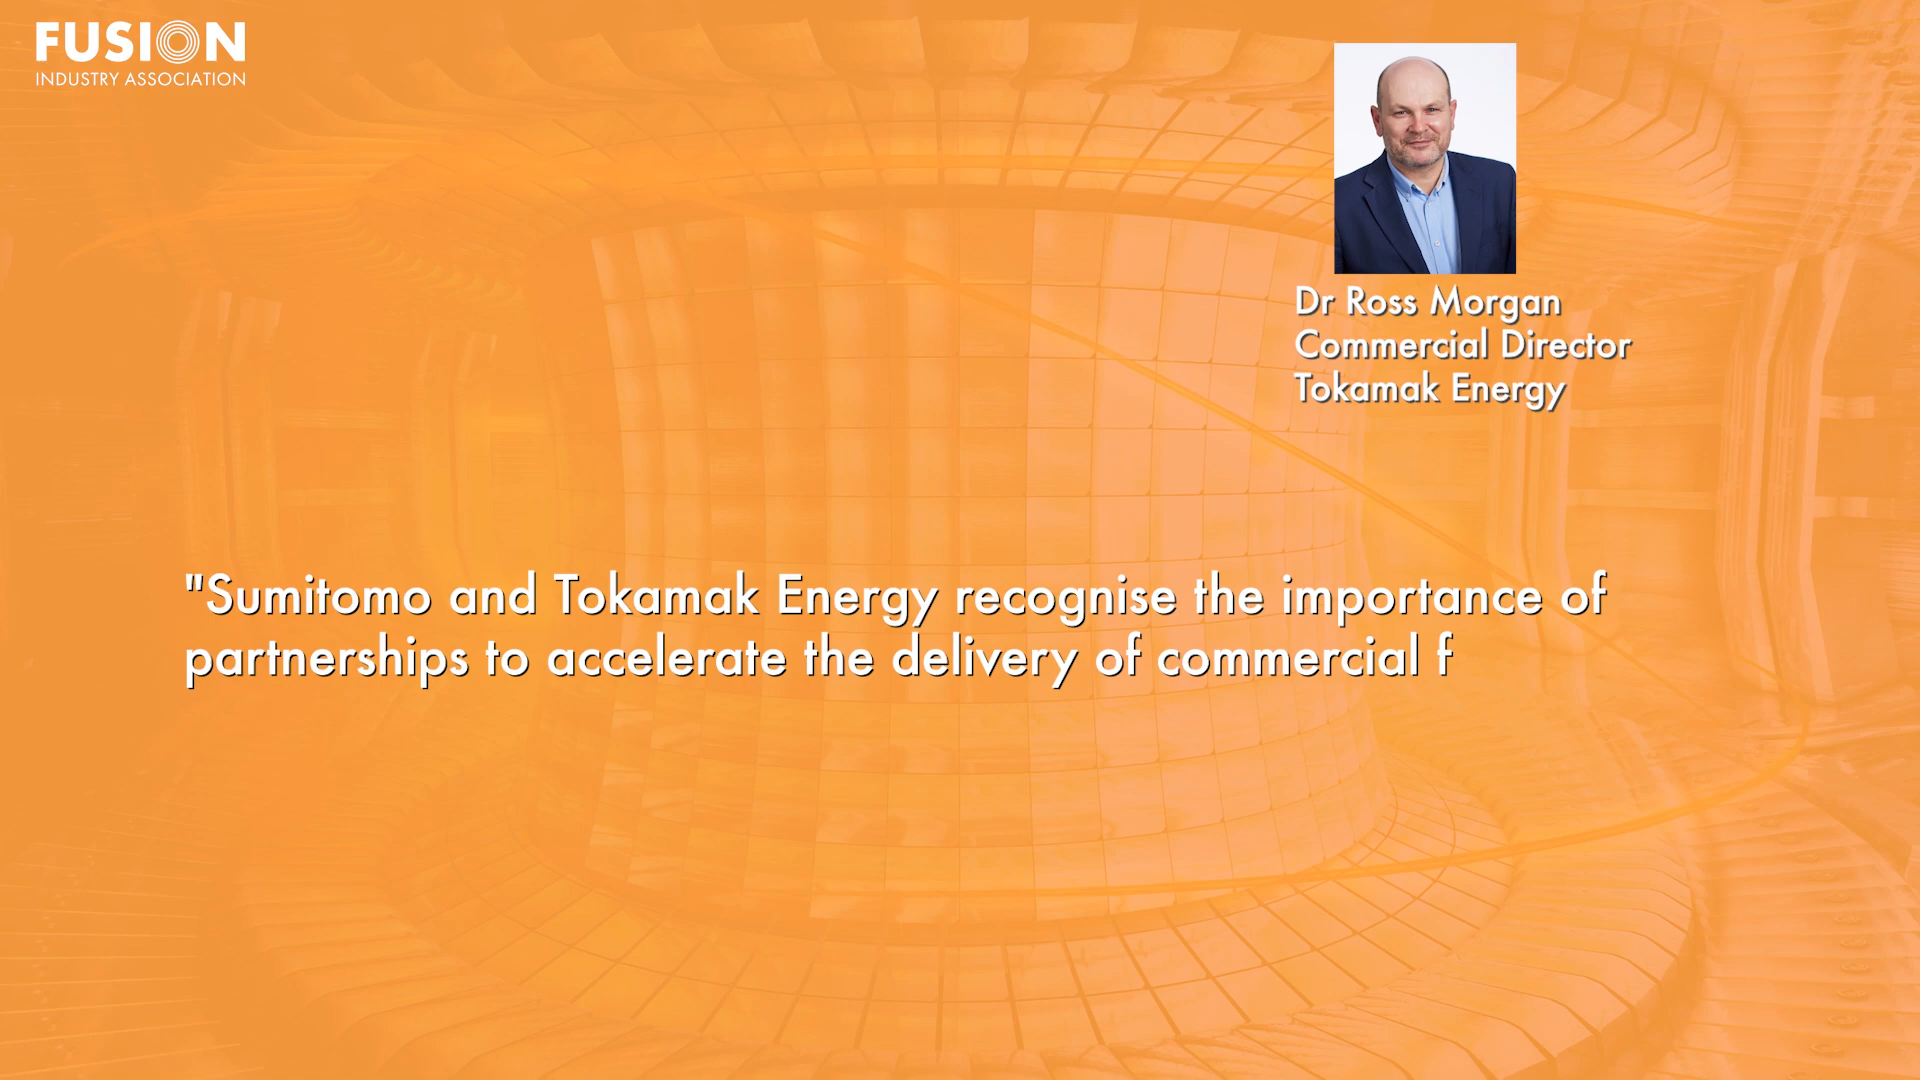 FUSION
INDUSTRY ASSOCIATION
Dr Ross Morgan
Commercial Director
Tokamak Energy
"Sumitomo and Tokamak Energy recognise the importance of
partnerships to accelerate the delivery of commercial f